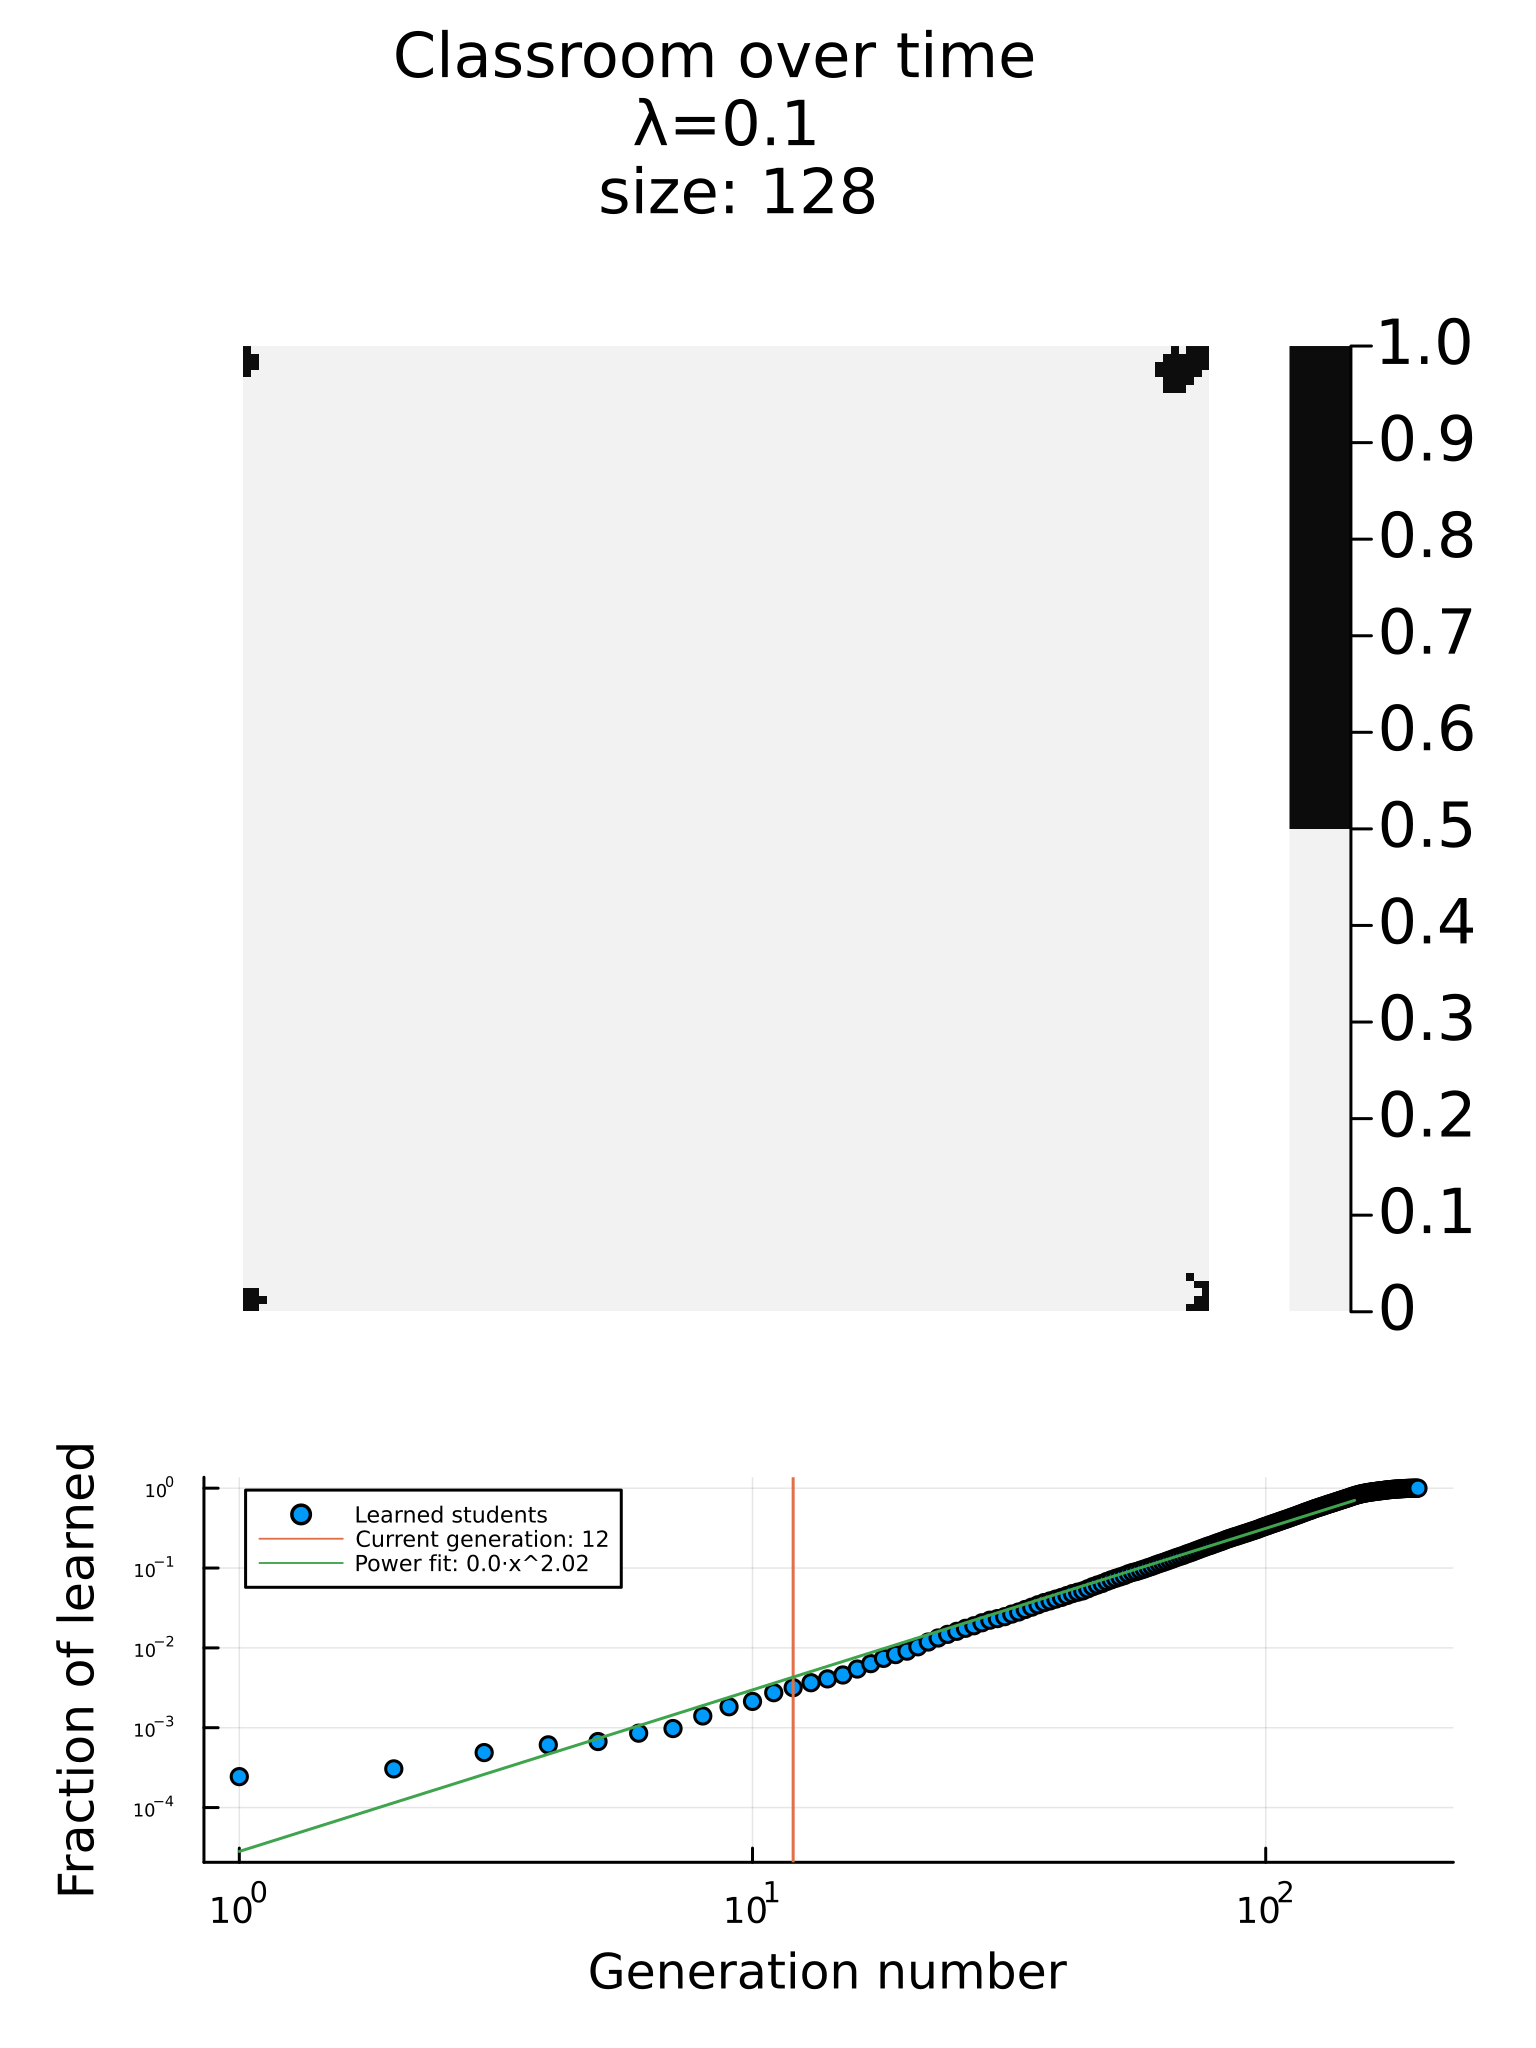 Classroom over time
λ=0.1
size: 128
1.0
0.9
0.8
0.7
0.6
0.5
0.4
0.3
0.2
0.1
0
Fraction of learned
10^0
10^-1
10^-2
10^-3
10^-4
Learned students
Current generation: 12
Power fit: 0.0·x^2.02
10^0 10^1 10^2
Generation number